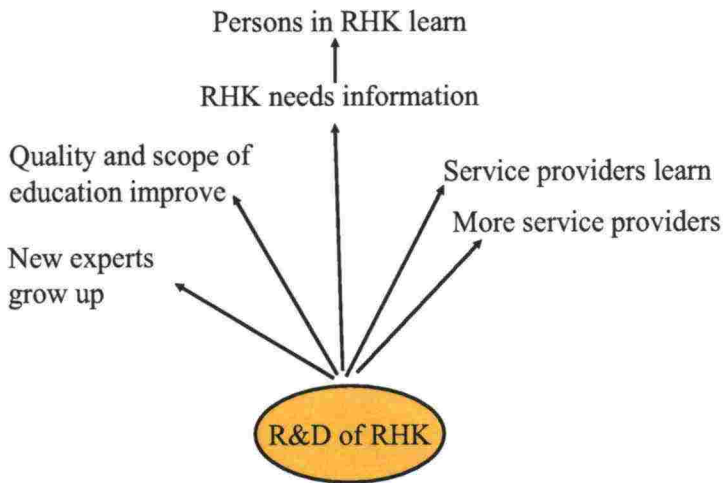 Persons in RHK learn
RHK needs information
Quality and scope of
education improve
Service providers learn
More service providers
New experts
grow up
R&D of RHK